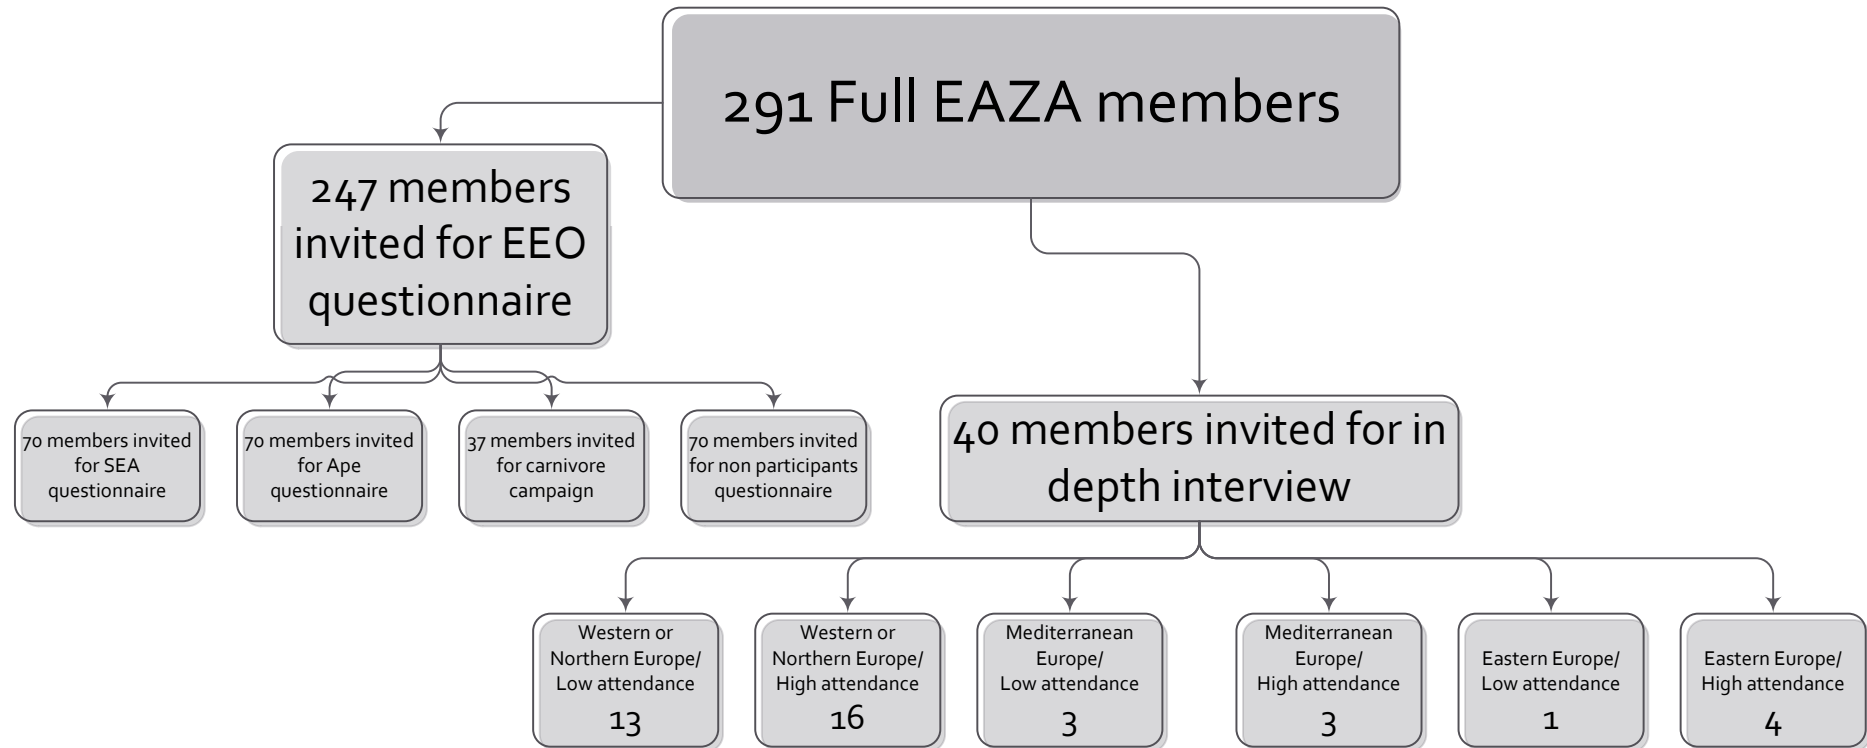 291 Full EAZA members
247 members
invited for EEO
questionnaire
70 members invited
for SEA
questionnaire
70 members invited
for Ape
questionnaire
37 members invited
for carnivore
campaign
70 members invited
for non participants
questionnaire
40 members invited for in
depth interview
Western or
Northern Europe/
Low attendance
13
Western or
Northern Europe/
High attendance
16
Mediterranean
Europe/
Low attendance
3
Mediterranean
Europe/
High attendance
3
Eastern Europe/
Low attendance
1
Eastern Europe/
High attendance
4